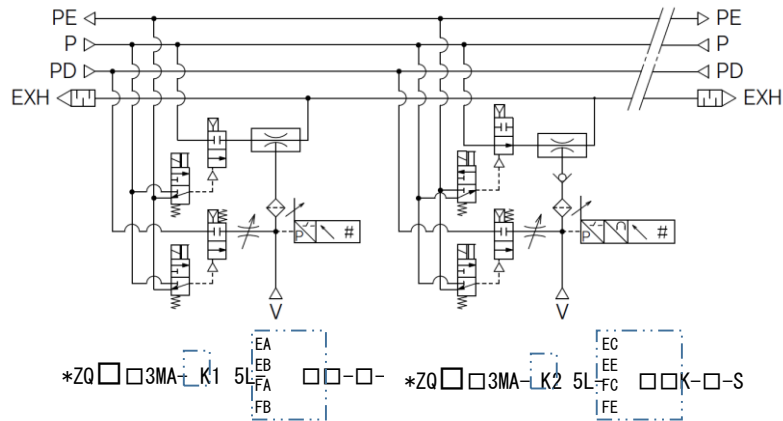 PE PE
P P
PD PD
EXH EXH
P # P #
V V
*ZQ□□3MA-K1 5L-EA EB FA FB□□-□-
*ZQ□□3MA-K2 5L-EC EE FC FE□□K-□-S